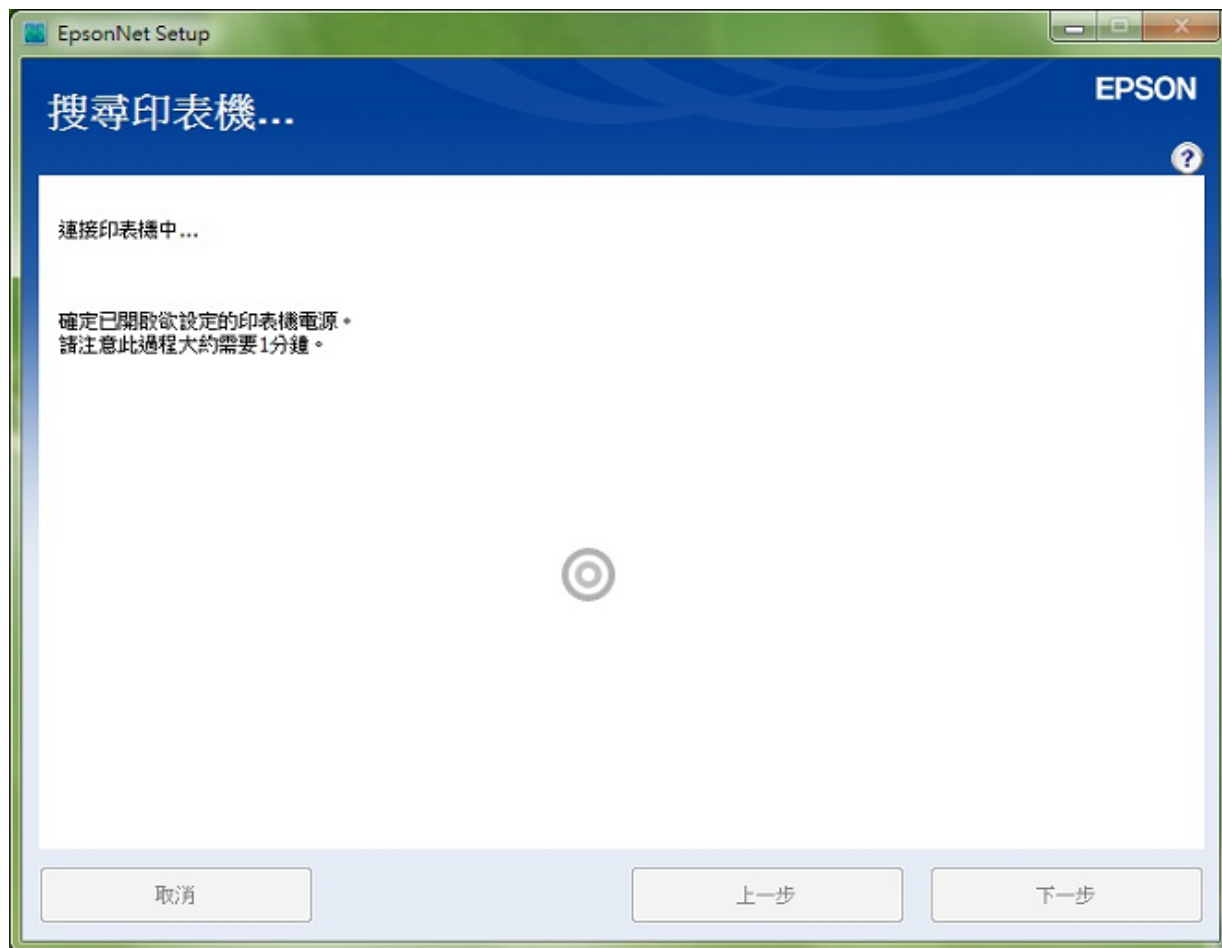 EpsonNet Setup
搜尋印表機...
EPSON
?
連接印表機中...
確定已開啟欲設定的印表機電源。
請注意此過程大約需要1分鐘。
取消
上一步
下一步